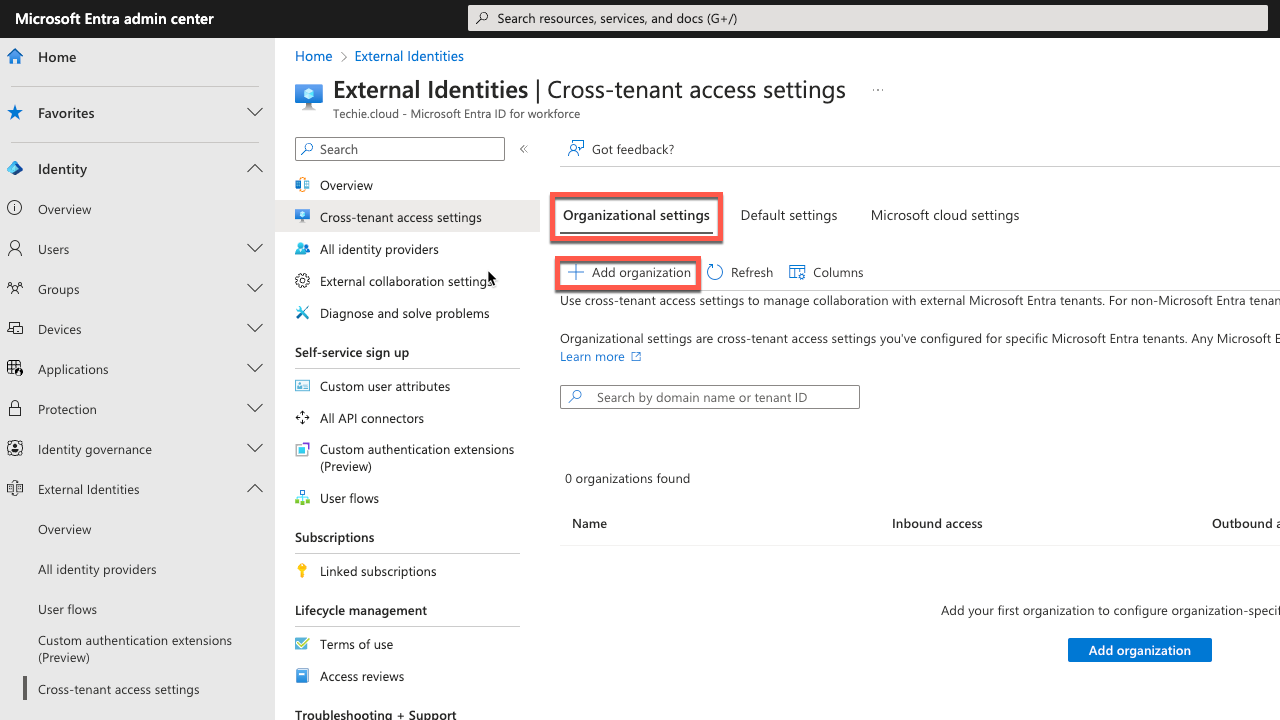 Microsoft Entra admin center
Search resources, services, and docs (G+/)
Home
Favorites
Identity
Overview
Users
Groups
Devices
Applications
Protection
Identity governance
External Identities
Overview
All identity providers
User flows
Custom authentication extensions
(Preview)
Cross-tenant access settings
Home > External Identities
External Identities | Cross-tenant access settings ...
Techie.cloud - Microsoft Entra ID for workforce
Search
Overview
Cross-tenant access settings
All identity providers
External collaboration settings
Diagnose and solve problems
Self-service sign up
Custom user attributes
All API connectors
Custom authentication extensions
(Preview)
User flows
Subscriptions
Linked subscriptions
Lifecycle management
Terms of use
Access reviews
Troubleshooting + Support
Got feedback?
Organizational settings Default settings Microsoft cloud settings
Add organization Refresh Columns
Use cross-tenant access settings to manage collaboration with external Microsoft Entra tenants. For non-Microsoft Entra tenan
Organizational settings are cross-tenant access settings you've configured for specific Microsoft Entra tenants. Any Microsoft E
Learn more
Search by domain name or tenant ID
0 organizations found
Name Inbound access Outbound a
Add your first organization to configure organization-specif
Add organization